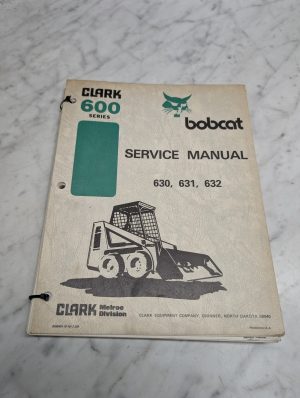 CLARK
600
SERIES
bobcat
SERVICE MANUAL
630, 631, 632
CLARK Melroe
Division
CLARK EQUIPMENT COMPANY, GWINNER, NORTH DAKOTA 58040